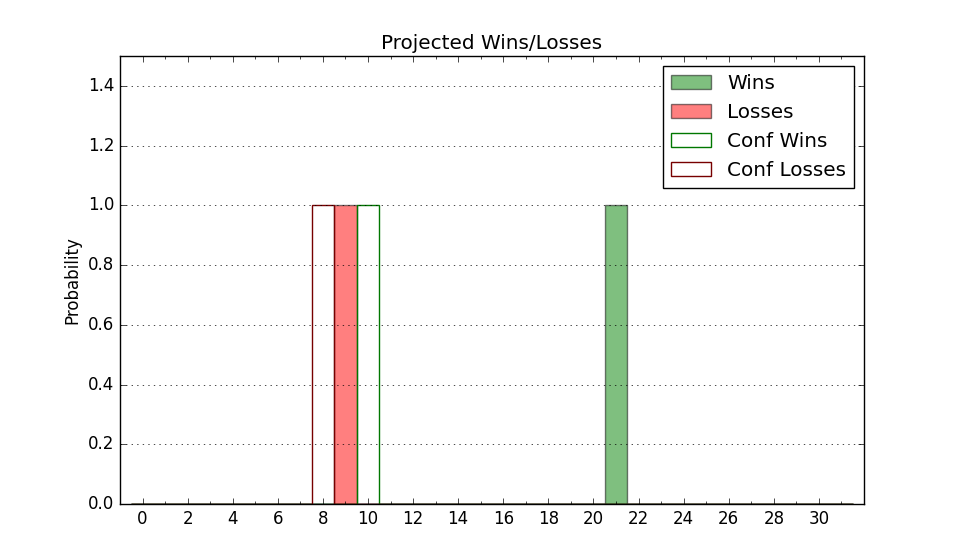 Projected Wins/Losses
1.4
1.2
1.0
0.8
0.6
0.4
0.2
0.0
Probability
Wins
Losses
Conf Wins
Conf Losses
0 2 4 6 8 10 12 14 16 18 20 22 24 26 28 30